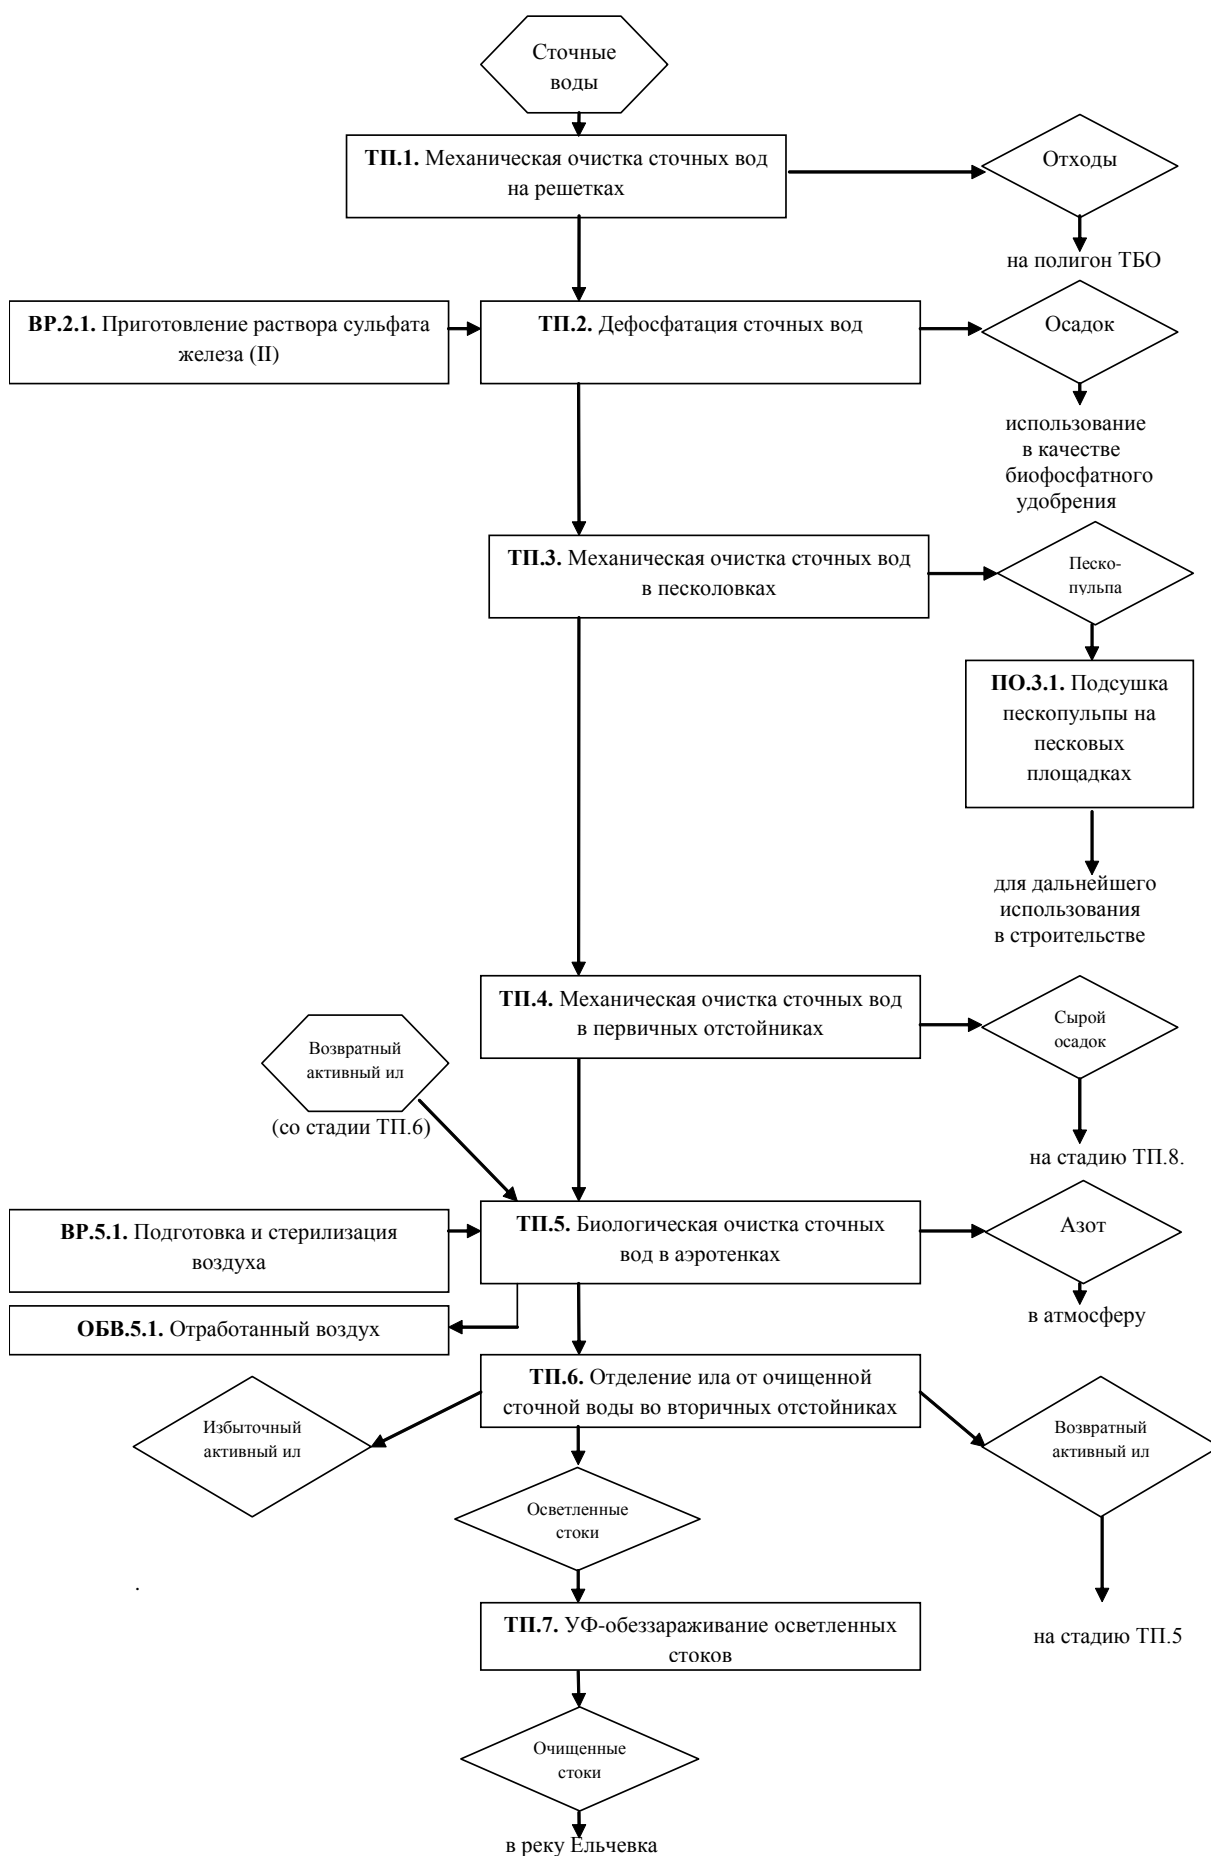 Сточные
воды
ТП.1. Механическая очистка сточных вод
на решетках
Отходы
на полигон ТБО
ВР.2.1. Приготовление раствора сульфата
железа (II)
ТП.2. Дефосфатация сточных вод
Осадок
использование
в качестве
биофосфатного
удобрения
ТП.3. Механическая очистка сточных вод
в песколовках
Песко-
пульпа
ПО.3.1. Подсушка
пескопульпы на
песковых
площадках
для дальнейшего
использования
в строительстве
ТП.4. Механическая очистка сточных вод
в первичных отстойниках
Сырой
осадок
на стадию ТП.8.
Возвратный
активный ил
(со стадии ТП.6)
ВР.5.1. Подготовка и стерилизация
воздуха
ТП.5. Биологическая очистка сточных
вод в аэротенках
Азот
в атмосферу
ОБВ.5.1. Отработанный воздух
ТП.6. Отделение ила от очищенной
сточной воды во вторичных отстойниках
Избыточный
активный ил
Возвратный
активный ил
на стадию ТП.5
Осветленные
стоки
.
ТП.7. УФ-обеззараживание осветленных
стоков
Очищенные
стоки
в реку Ельчевка